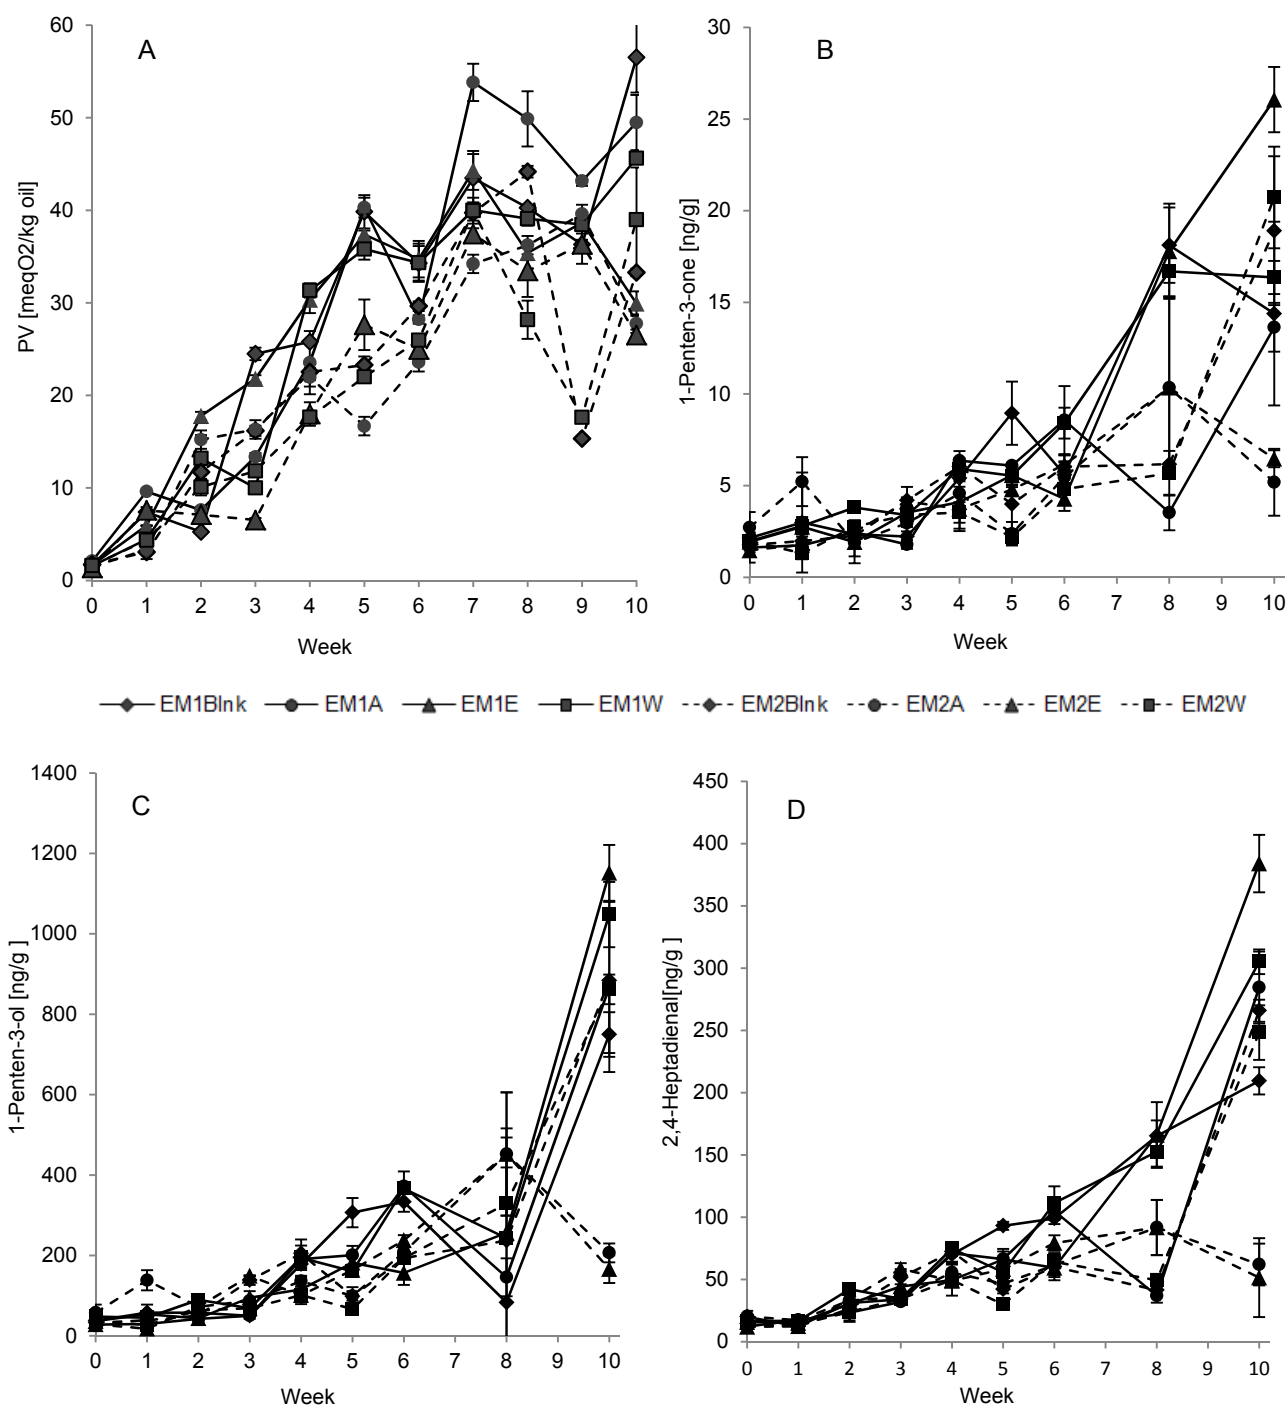 A
PV [meqO2/kg oil]
60
50
40
30
20
10
0
0 1 2 3 4 5 6 7 8 9 10
Week
B
1-Penten-3-one [ng/g]
30
25
20
15
10
5
0
0 1 2 3 4 5 6 7 8 9 10
Week
EM1Blnk EM1A EM1E EM1W EM2Blnk EM2A EM2E EM2W
C
1-Penten-3-ol [ng/g ]
1400
1200
1000
800
600
400
200
0
0 1 2 3 4 5 6 7 8 9 10
Week
D
2,4-Heptadienal[ng/g ]
450
400
350
300
250
200
150
100
50
0
0 1 2 3 4 5 6 7 8 9 10
Week